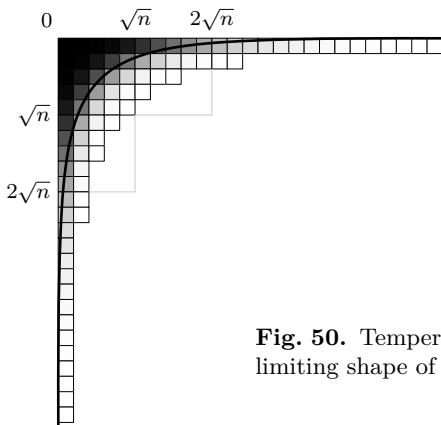 0 √n 2√n
√n
2√n
Fig. 50. Temper
limiting shape of